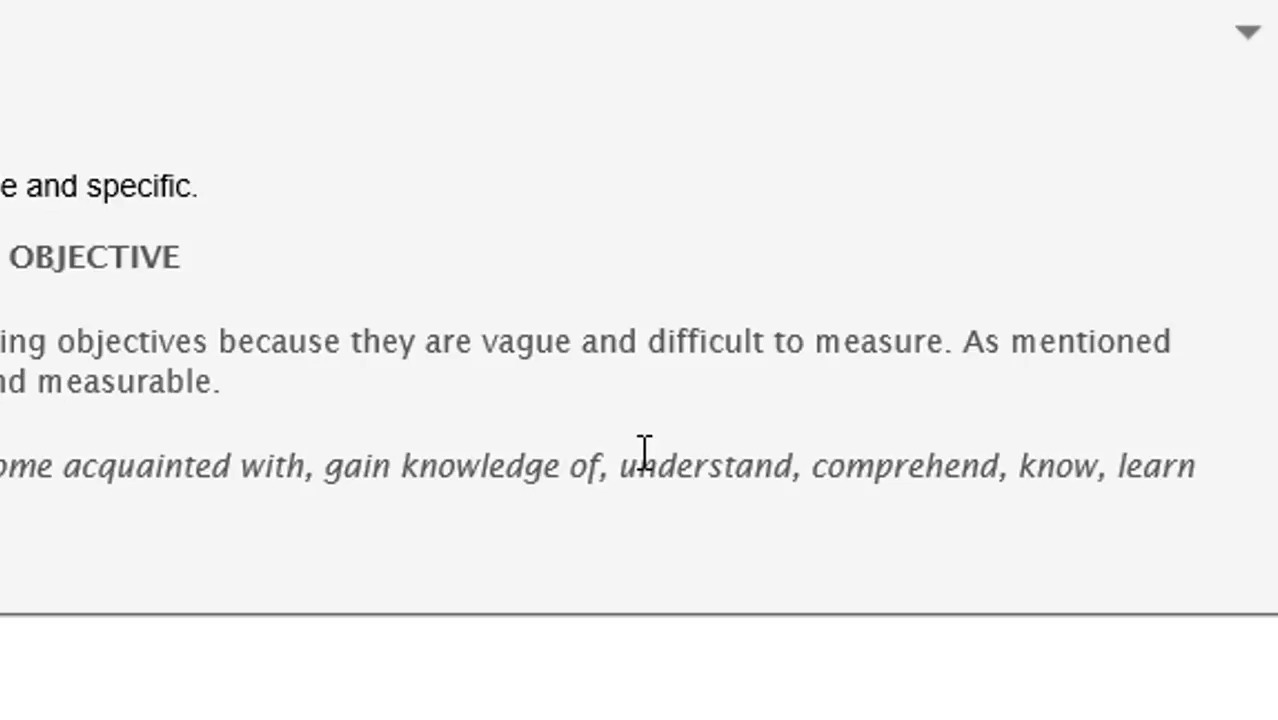 e and specific.
OBJECTIVE
ing objectives because they are vague and difficult to measure. As mentioned
nd measurable.
ome acquainted with, gain knowledge of, understand, comprehend, know, learn